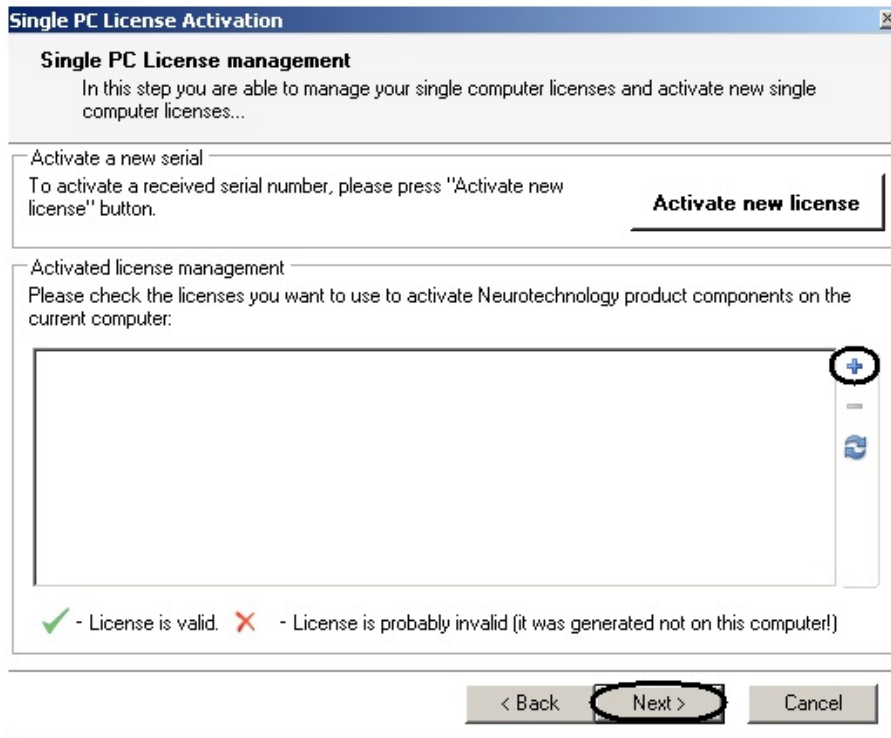 Single PC License Activation
Single PC License management
In this step you are able to manage your single computer licenses and activate new single
computer licenses...
Activate a new serial
To activate a received serial number, please press "Activate new
license" button.
Activate new license
Activated license management
Please check the licenses you want to use to activate Neurotechnology product components on the
current computer:
- License is valid. - License is probably invalid (it was generated not on this computer!)
< Back Next > Cancel